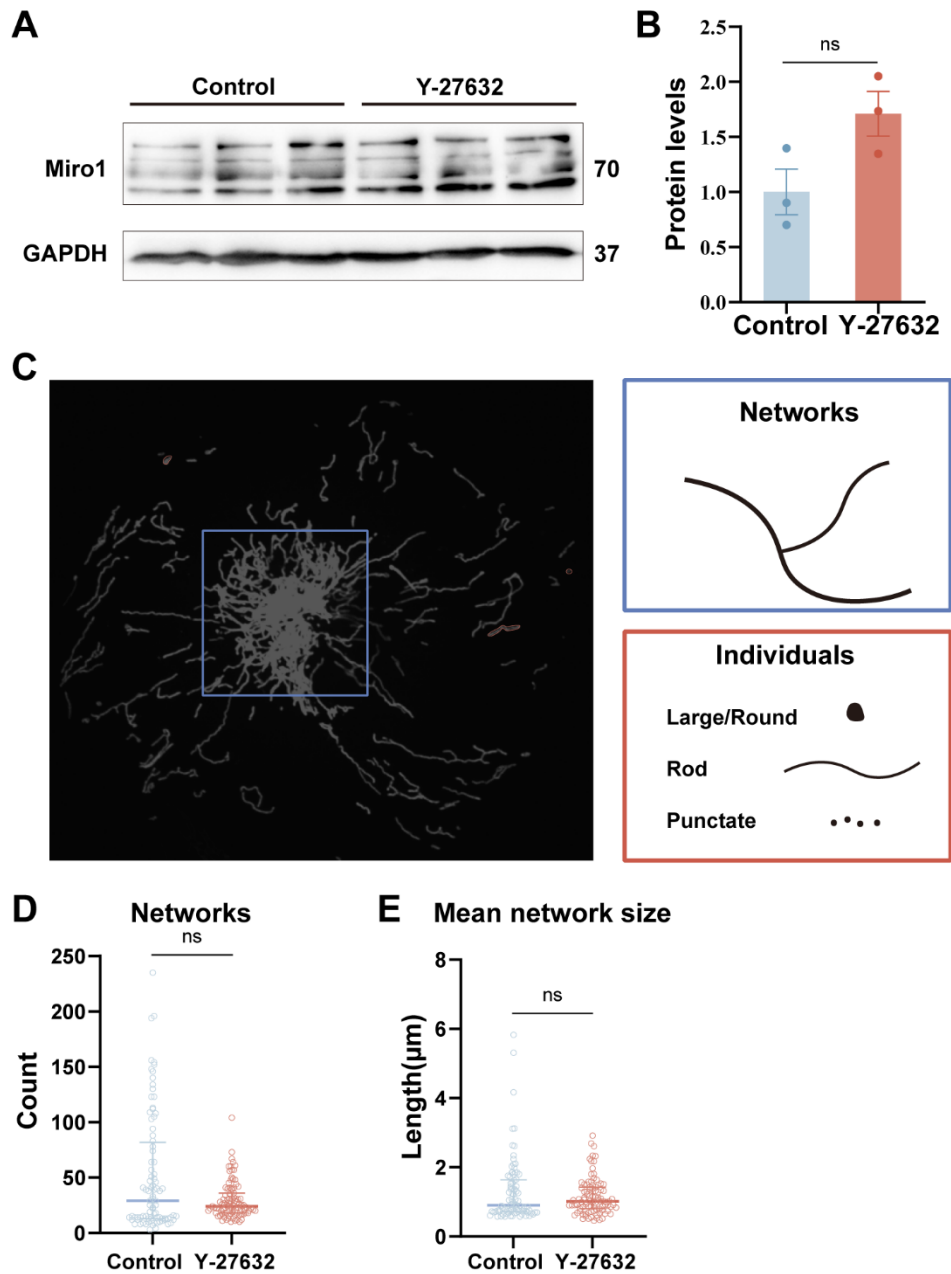 A
Control Y-27632
Miro1 70
GAPDH 37
B
ns
2.5
2.0
1.5
1.0
0.5
0.0
Protein levels
Control Y-27632
C
Networks
Individuals
Large/Round
Rod
Punctate
D Networks
ns
250
200
150
100
50
0
Count
Control Y-27632
E Mean network size
ns
8
6
4
2
0
Length(μm)
Control Y-27632